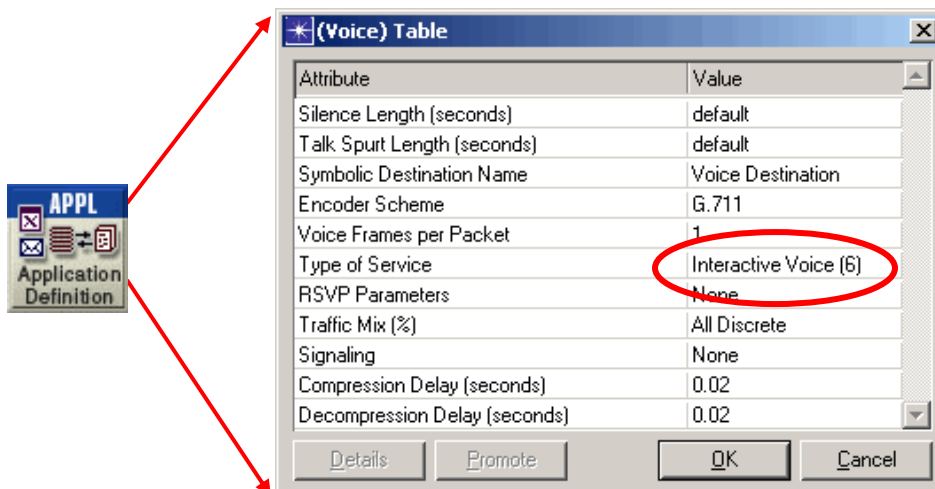 (Voice) Table
Attribute Value
Silence Length (seconds) default
Talk Spurt Length (seconds) default
Symbolic Destination Name Voice Destination
Encoder Scheme G.711
Voice Frames per Packet 1
Type of Service Interactive Voice (6)
RSVP Parameters None
Traffic Mix (%) All Discrete
Signaling None
Compression Delay (seconds) 0.02
Decompression Delay (seconds) 0.02
Details Promote OK Cancel
APPL
Application
Definition